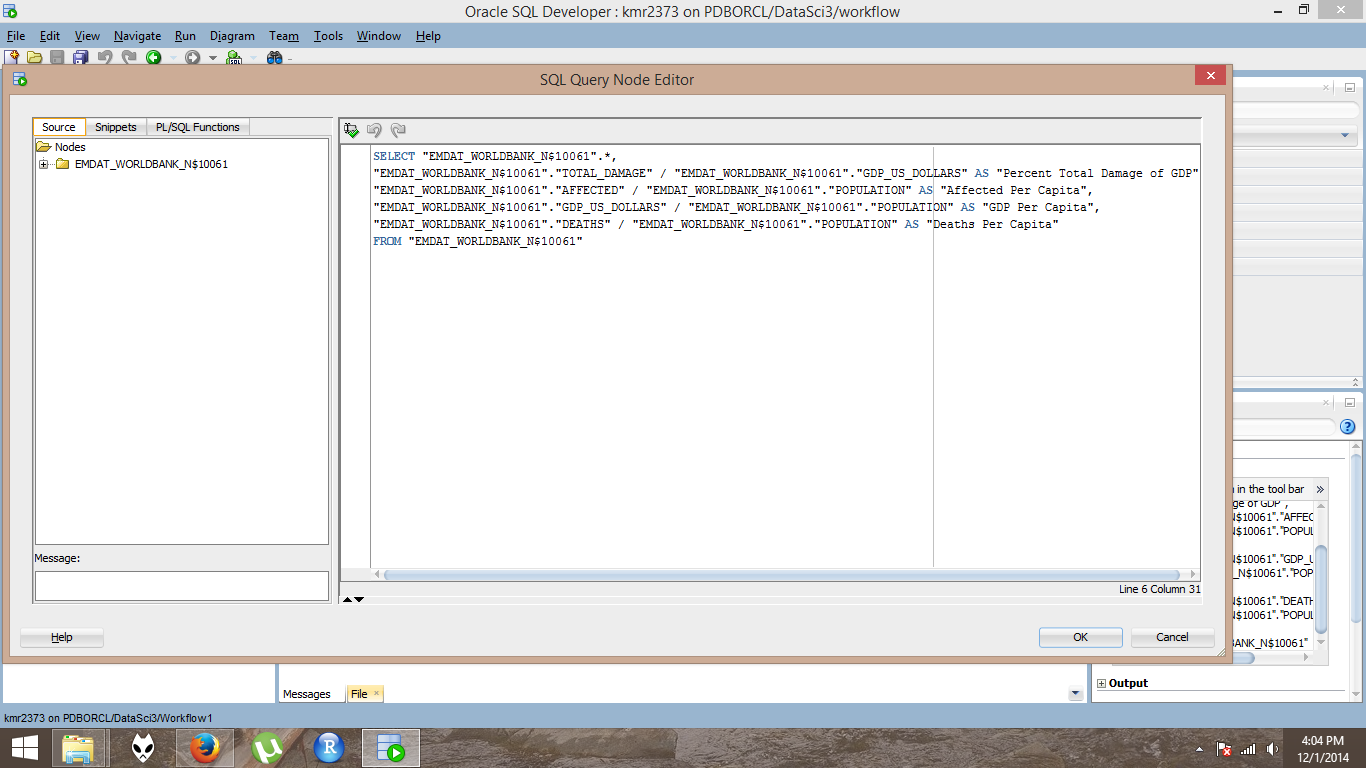 Oracle SQL Developer : kmr2373 on PDBORCL/DataSci3/workflow
File Edit View Navigate Run Diagram Team Tools Window Help
SQL Query Node Editor
Source Snippets PL/SQL Functions
Nodes
EMDAT_WORLDBANK_N$10061
SELECT "EMDAT_WORLDBANK_N$10061".*,
"EMDAT_WORLDBANK_N$10061"."TOTAL_DAMAGE" / "EMDAT_WORLDBANK_N$10061"."GDP_US_DOLLARS" AS "Percent Total Damage of GDP"
"EMDAT_WORLDBANK_N$10061"."AFFECTED" / "EMDAT_WORLDBANK_N$10061"."POPULATION" AS "Affected Per Capita",
"EMDAT_WORLDBANK_N$10061"."GDP_US_DOLLARS" / "EMDAT_WORLDBANK_N$10061"."POPULATION" AS "GDP Per Capita",
"EMDAT_WORLDBANK_N$10061"."DEATHS" / "EMDAT_WORLDBANK_N$10061"."POPULATION" AS "Deaths Per Capita"
FROM "EMDAT_WORLDBANK_N$10061"
Message:
Line 6 Column 31
Help
OK Cancel
in the tool bar
ge of GDP",
N$10061"."AFFEC
N$10061"."POPUL
N$10061"."GDP_U
_N$10061"."POP
N$10061"."DEATH
N$10061"."POPUL
BANK_N$10061"
Output
Messages File
kmr2373 on PDBORCL/DataSci3/Workflow1
R
4:04 PM
12/1/2014